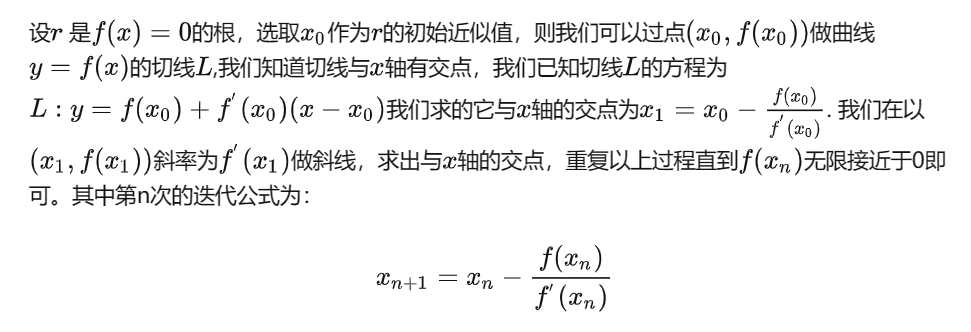 设r 是f(x) = 0的根，选取x₀作为r的初始近似值，则我们可以过点(x₀, f(x₀))做曲线
y = f(x)的切线L,我们知道切线与x轴有交点，我们已知切线L的方程为
L : y = f(x₀) + f′(x₀)(x − x₀)我们求的它与x轴的交点为x₁ = x₀ − f(x₀)/f′(x₀). 我们在以
(x₁, f(x₁))斜率为f′(x₁)做斜线，求出与x轴的交点，重复以上过程直到f(xₙ)无限接近于0即
可。其中第n次的迭代公式为：
xₙ₊₁ = xₙ − f(xₙ)/f′(xₙ)